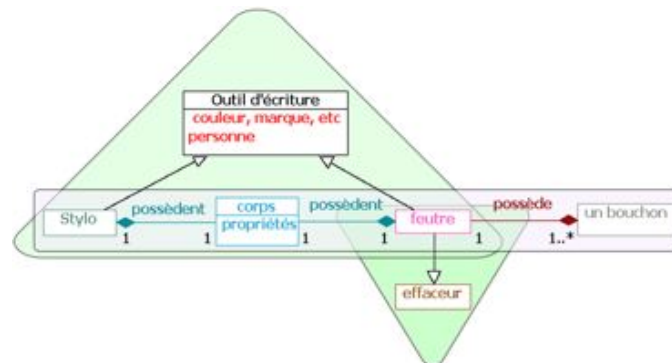 Outil d'écriture
couleur, marque, etc
personne
Stylo
possèdent
corps
propriétés
possèdent
feutre
possède
un bouchon
1
1
1
1
1
1..*
effaceur